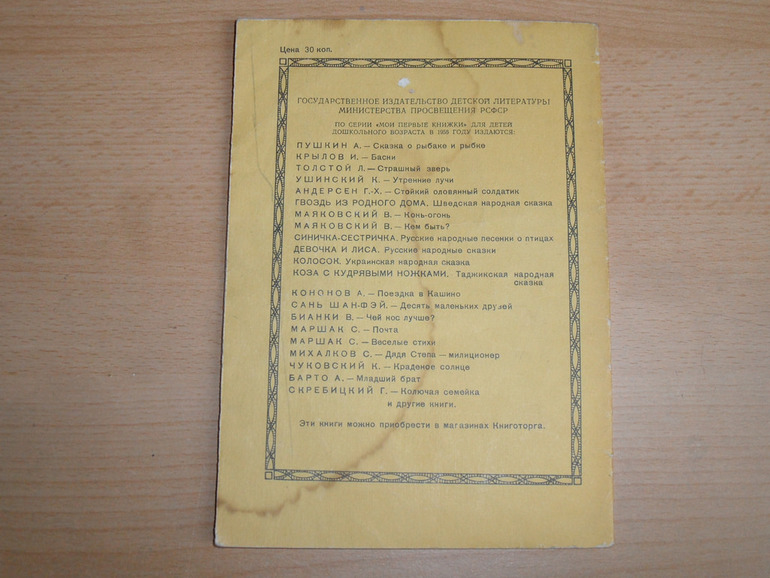 Цена 30 коп.
ГОСУДАРСТВЕННОЕ ИЗДАТЕЛЬСТВО ДЕТСКОЙ ЛИТЕРАТУРЫ
МИНИСТЕРСТВА ПРОСВЕЩЕНИЯ РСФСР
ПО СЕРИИ «МОИ ПЕРВЫЕ КНИЖКИ» ДЛЯ ДЕТЕЙ
ДОШКОЛЬНОГО ВОЗРАСТА В 1956 ГОДУ ИЗДАЮТСЯ:
ПУШКИН А. — Сказка о рыбаке и рыбке
КРЫЛОВ И. — Басни
ТОЛСТОЙ Л. — Страшный зверь
УШИНСКИЙ К. — Утренние лучи
АНДЕРСЕН Г.-Х. — Стойкий оловянный солдатик
ГВОЗДЬ ИЗ РОДНОГО ДОМА. Шведская народная сказка
МАЯКОВСКИЙ В. — Конь-огонь
МАЯКОВСКИЙ В. — Кем быть?
СИНИЧКА-СЕСТРИЧКА. Русские народные песенки о птицах
ДЕВОЧКА И ЛИСА. Русские народные сказки
КОЛОСОК. Украинская народная сказка
КОЗА С КУДРЯВЫМИ НОЖКАМИ. Таджикская народная
сказка
КОНОНОВ А. — Поездка в Кашино
САНЬ ШАН-ФЭЙ. — Десять маленьких друзей
БИАНКИ В. — Чей нос лучше?
МАРШАК С. — Почта
МАРШАК С. — Веселые стихи
МИХАЛКОВ С. — Дядя Степа — милиционер
ЧУКОВСКИЙ К. — Краденое солнце
БАРТО А. — Младший брат
СКРЕБИЦКИЙ Г. — Колючая семейка
и другие книги.
Эти книги можно приобрести в магазинах Книготорга.